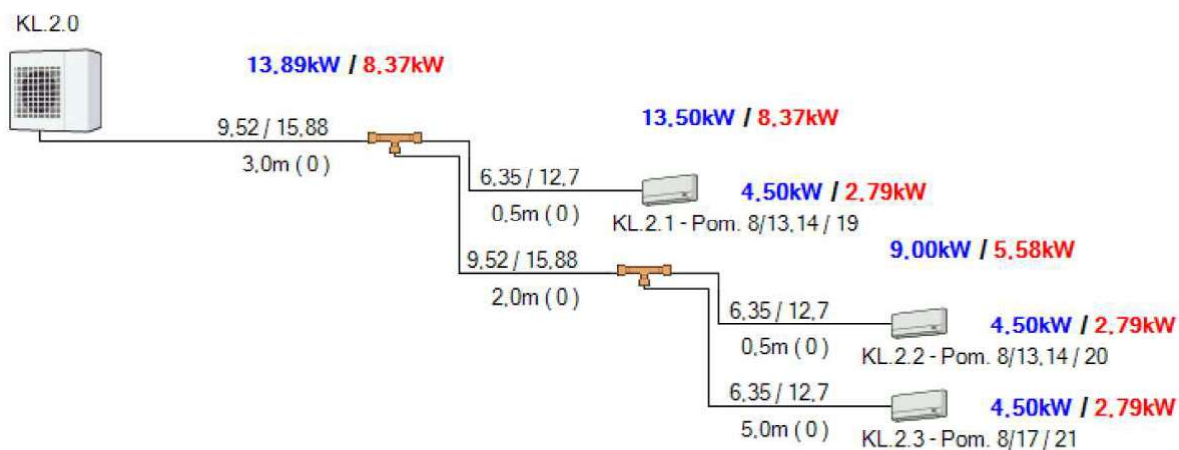 KL.2.0
13,89kW / 8,37kW
9,52 / 15,88
3,0m ( 0 )
13,50kW / 8,37kW
6,35 / 12,7
0,5m ( 0 )
4,50kW / 2,79kW
KL.2.1 - Pom. 8/13,14 / 19
9,52 / 15,88
2,0m ( 0 )
9,00kW / 5,58kW
6,35 / 12,7
0,5m ( 0 )
4,50kW / 2,79kW
KL.2.2 - Pom. 8/13,14 / 20
6,35 / 12,7
5,0m ( 0 )
4,50kW / 2,79kW
KL.2.3 - Pom. 8/17 / 21